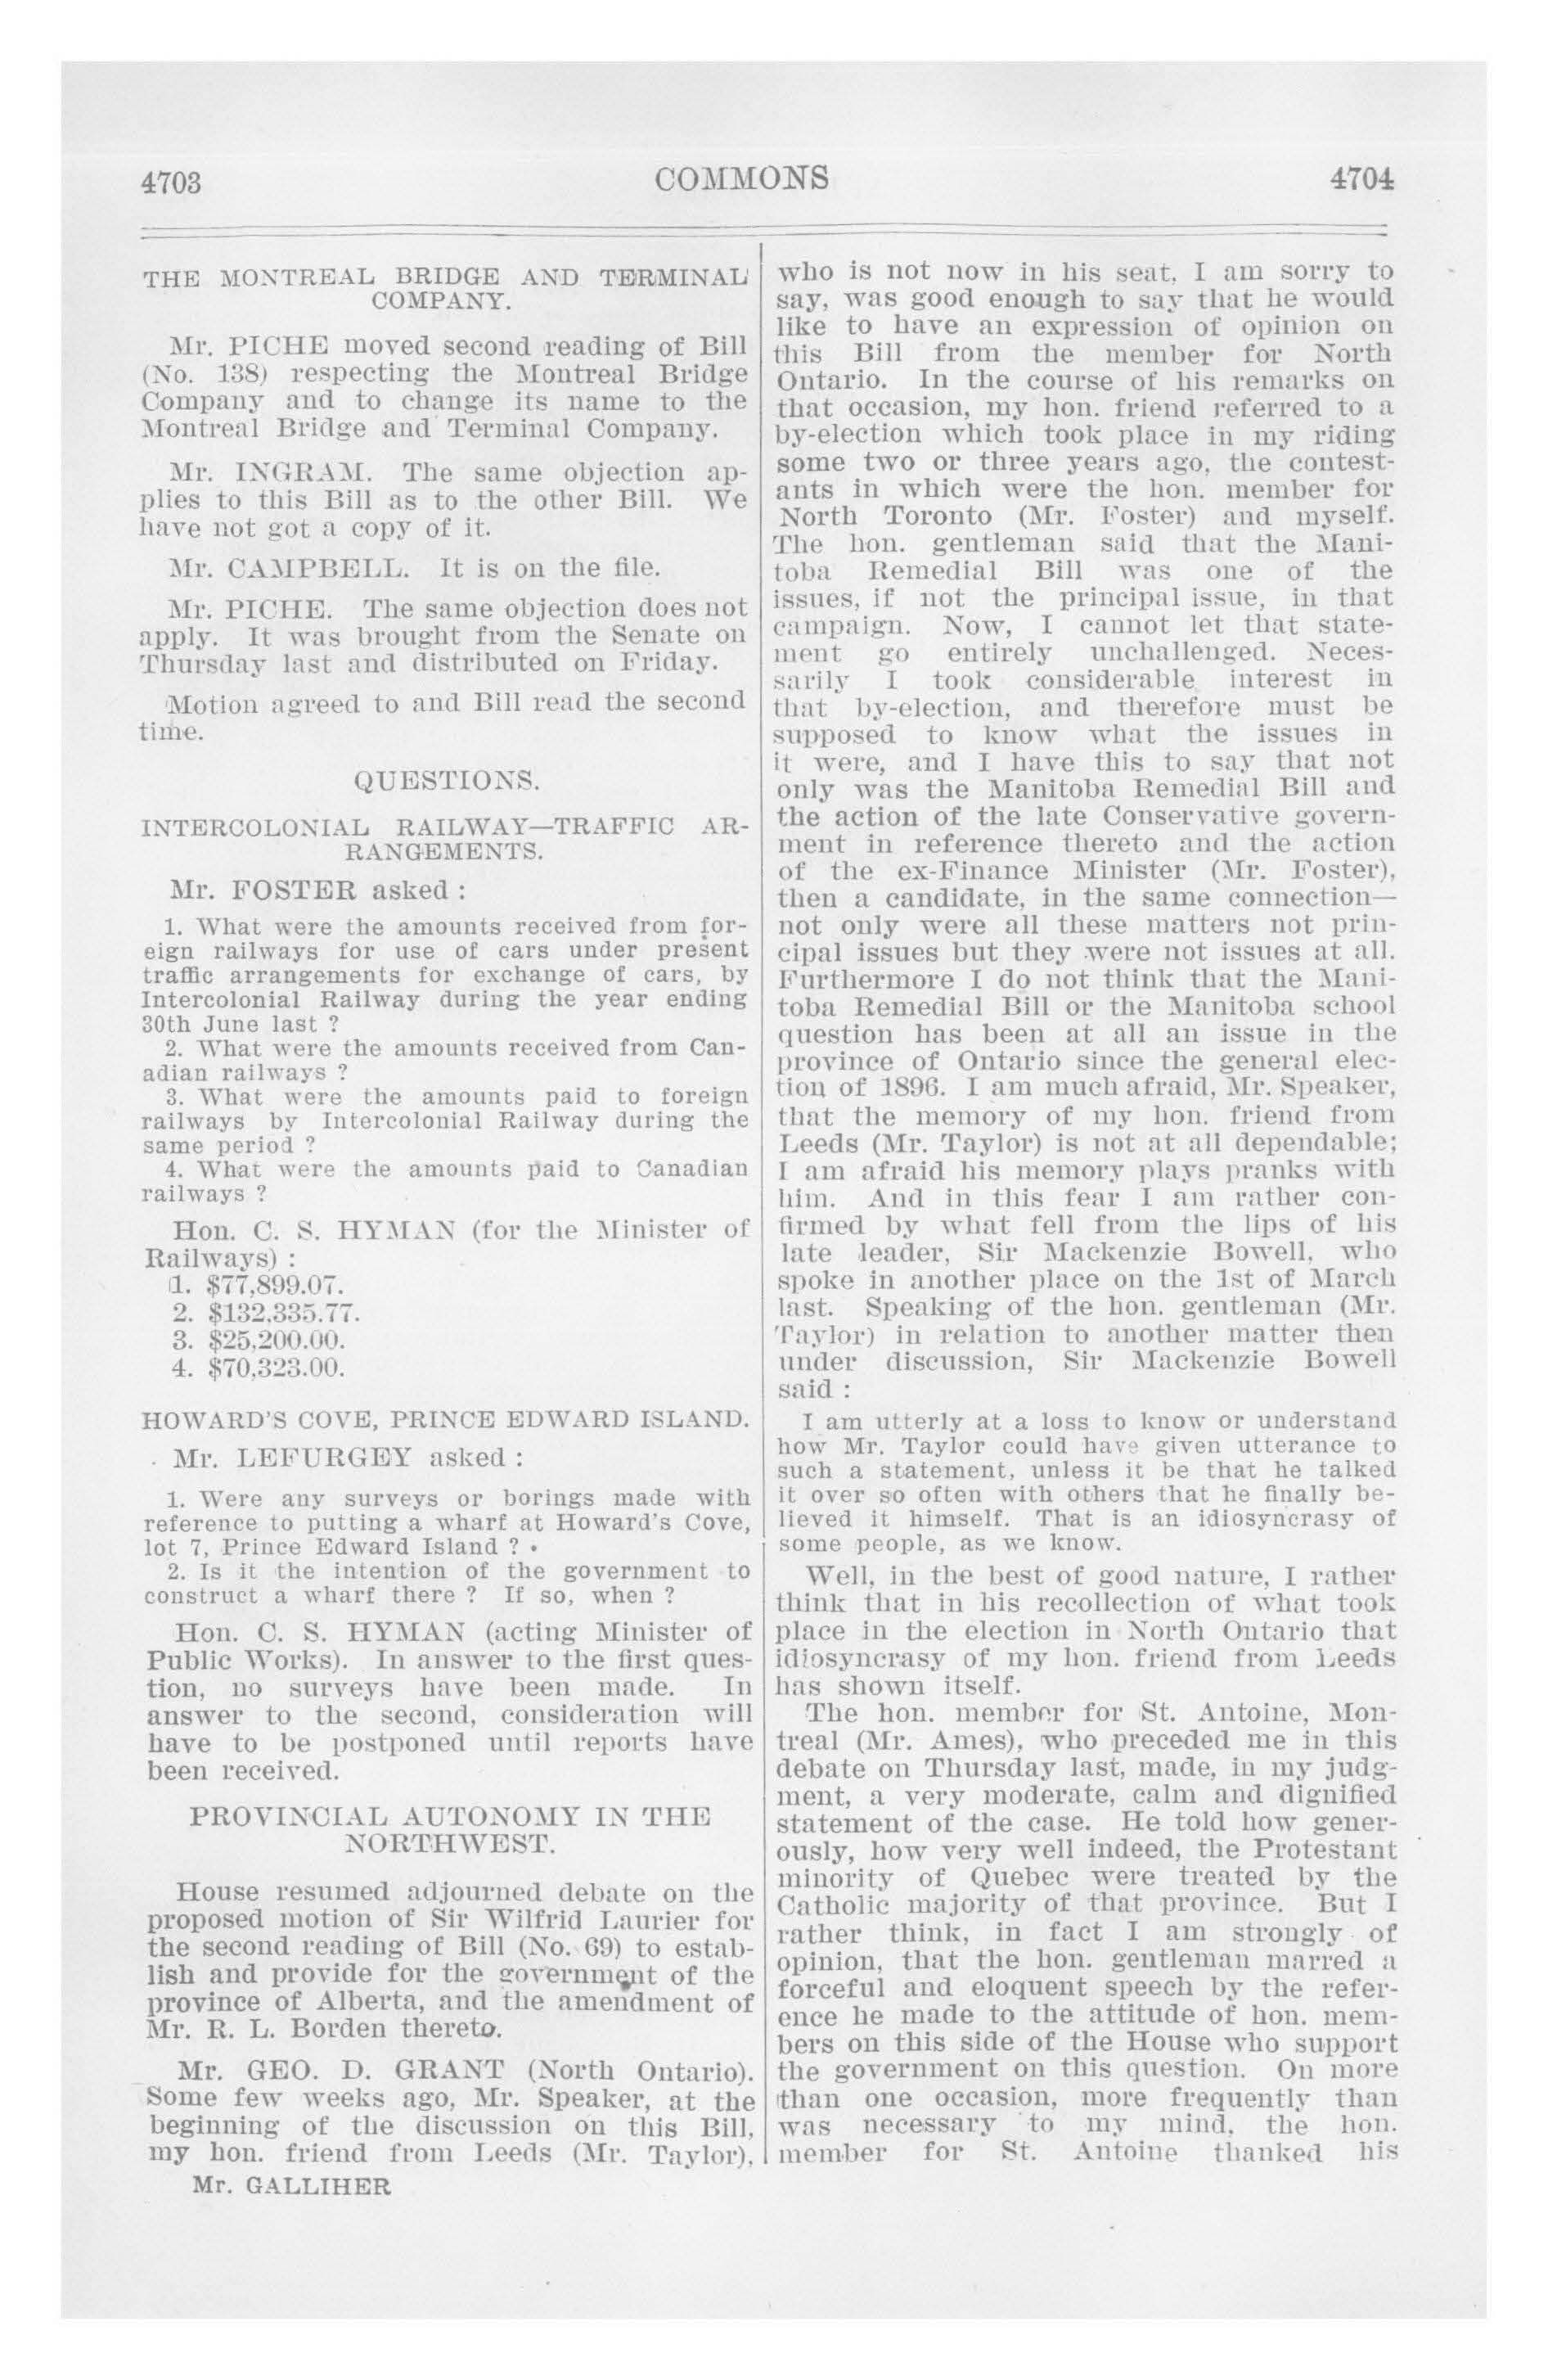 4703
COMMONS
4704
THE MONTREAL BRIDGE AND TERMINAL
COMPANY.
Mr. PICHE moved second reading of Bill
(No. 138) respecting the Montreal Bridge
Company and to change its name to the
Montreal Bridge and Terminal Company.
Mr. INGRAM. The same objection ap-
plies to this Bill as to the other Bill. We
have not got a copy of it.
Mr. CAMPBELL. It is on the file.
Mr. PICHE. The same objection does not
apply. It was brought from the Senate on
Thursday last and distributed on Friday.
Motion agreed to and Bill read the second
time.
QUESTIONS.
INTERCOLONIAL RAILWAY—TRAFFIC AR-
RANGEMENTS.
Mr. FOSTER asked :
1. What were the amounts received from for-
eign railways for use of cars under present
traffic arrangements for exchange of cars, by
Intercolonial Railway during the year ending
30th June last ?
2. What were the amounts received from Can-
adian railways ?
3. What were the amounts paid to foreign
railways by Intercolonial Railway during the
same period ?
4. What were the amounts paid to Canadian
railways ?
Hon. C. S. HYMAN (for the Minister of
Railways) :
1. $77,899.07.
2. $132,335.77.
3. $25,200.00.
4. $70,323.00.
HOWARD'S COVE, PRINCE EDWARD ISLAND.
Mr. LEFURGEY asked :
1. Were any surveys or borings made with
reference to putting a wharf at Howard's Cove,
lot 7, Prince Edward Island ?
2. Is it the intention of the government to
construct a wharf there ? If so, when ?
Hon. C. S. HYMAN (acting Minister of
Public Works). In answer to the first ques-
tion, no surveys have been made. In
answer to the second, consideration will
have to be postponed until reports have
been received.
PROVINCIAL AUTONOMY IN THE
NORTHWEST.
House resumed adjourned debate on the
proposed motion of Sir Wilfrid Laurier for
the second reading of Bill (No. 69) to estab-
lish and provide for the government of the
province of Alberta, and the amendment of
Mr. R. L. Borden thereto.
Mr. GEO. D. GRANT (North Ontario).
Some few weeks ago, Mr. Speaker, at the
beginning of the discussion on this Bill,
my hon. friend from Leeds (Mr. Taylor),
Mr. GALLIHER
who is not now in his seat, I am sorry to
say, was good enough to say that he would
like to have an expression of opinion on
this Bill from the member for North
Ontario. In the course of his remarks on
that occasion, my hon. friend referred to a
by-election which took place in my riding
some two or three years ago, the contest-
ants in which were the hon. member for
North Toronto (Mr. Foster) and myself.
The hon. gentleman said that the Mani-
toba Remedial Bill was one of the
issues, if not the principal issue, in that
campaign. Now, I cannot let that state-
ment go entirely unchallenged. Neces-
sarily I took considerable interest in
that by-election, and therefore must be
supposed to know what the issues in
it were, and I have this to say that not
only was the Manitoba Remedial Bill and
the action of the late Conservative govern-
ment in reference thereto and the action
of the ex-Finance Minister (Mr. Foster),
then a candidate, in the same connection—
not only were all these matters not prin-
cipal issues but they were not issues at all.
Furthermore I do not think that the Mani-
toba Remedial Bill or the Manitoba school
question has been at all an issue in the
province of Ontario since the general elec-
tion of 1896. I am much afraid, Mr. Speaker,
that the memory of my hon. friend from
Leeds (Mr. Taylor) is not at all dependable;
I am afraid his memory plays pranks with
him. And in this fear I am rather con-
firmed by what fell from the lips of his
late leader, Sir Mackenzie Bowell, who
spoke in another place on the 1st of March
last. Speaking of the hon. gentleman (Mr.
Taylor) in relation to another matter then
under discussion, Sir Mackenzie Bowell
said :
I am utterly at a loss to know or understand
how Mr. Taylor could have given utterance to
such a statement, unless it be that he talked
it over so often with others that he finally be-
lieved it himself. That is an idiosyncrasy of
some people, as we know.
Well, in the best of good nature, I rather
think that in his recollection of what took
place in the election in North Ontario that
idiosyncrasy of my hon. friend from Leeds
has shown itself.
The hon. member for St. Antoine, Mon-
treal (Mr. Ames), who preceded me in this
debate on Thursday last, made, in my judg-
ment, a very moderate, calm and dignified
statement of the case. He told how gener-
ously, how very well indeed, the Protestant
minority of Quebec were treated by the
Catholic majority of that province. But I
rather think, in fact I am strongly of
opinion, that the hon. gentleman marred a
forceful and eloquent speech by the refer-
ence he made to the attitude of hon. mem-
bers on this side of the House who support
the government on this question. On more
than one occasion, more frequently than
was necessary to my mind, the hon.
member for St. Antoine thanked his